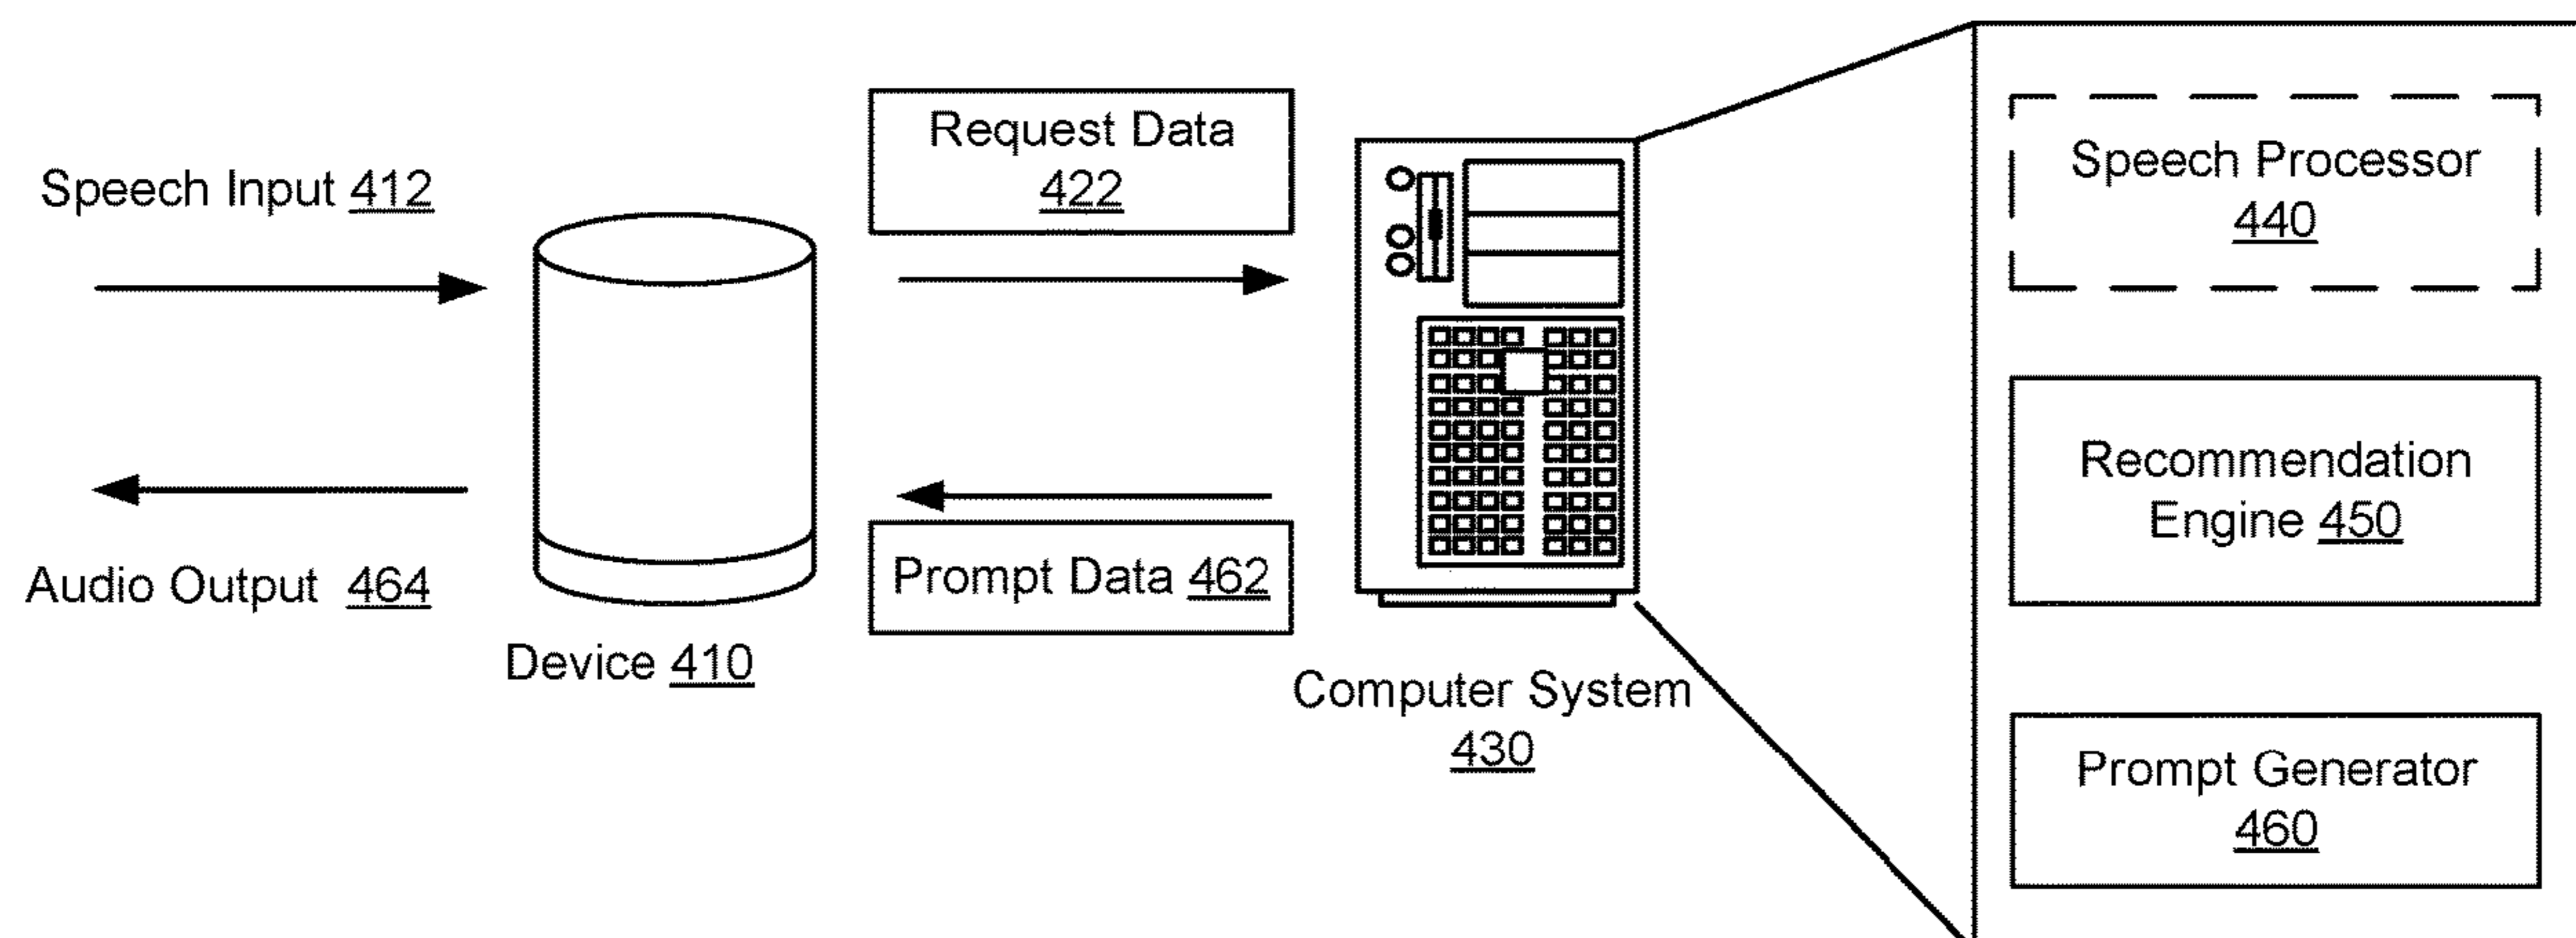 Speech Input 412
Request Data
422
Audio Output 464
Device 410
Prompt Data 462
Computer System
430
Speech Processor
440
Recommendation
Engine 450
Prompt Generator
460